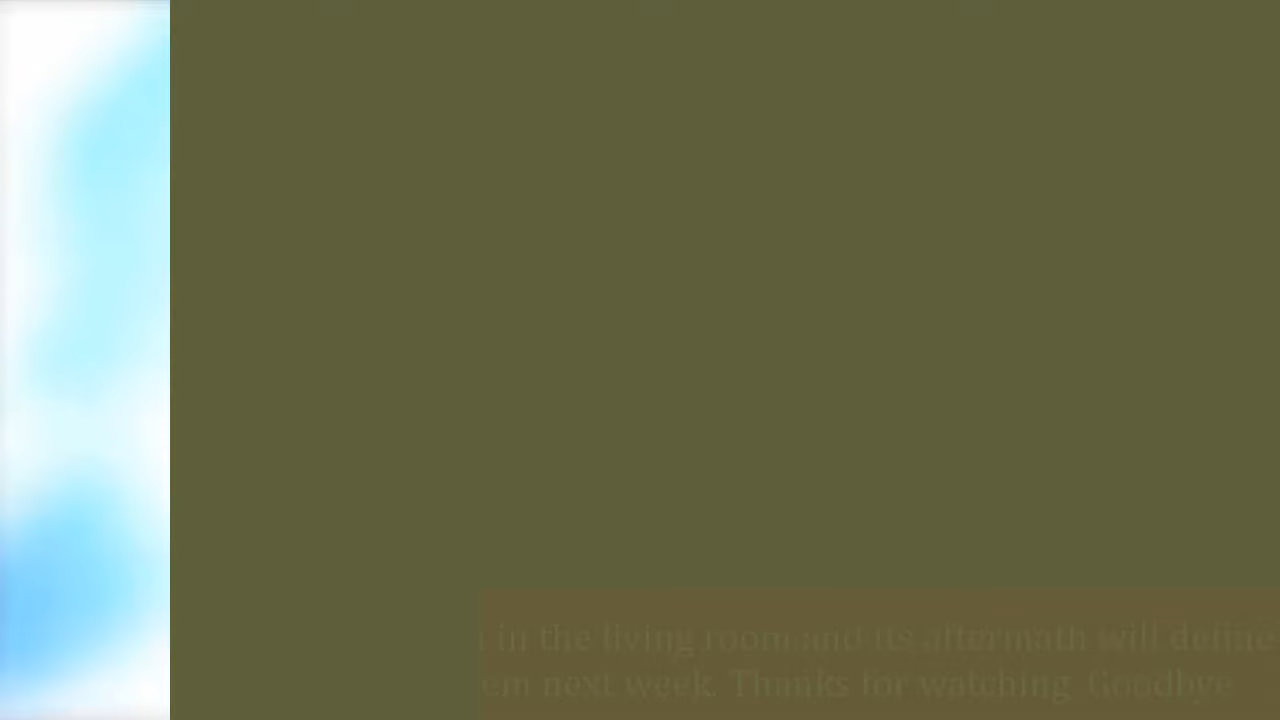 in the living room and its aftermath will define
em next week. Thanks for watching. Goodbye